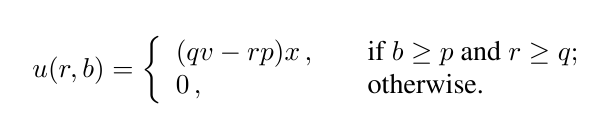 u(r, b) = { (qv − rp)x , if b ≥ p and r ≥ q;
0 , otherwise.